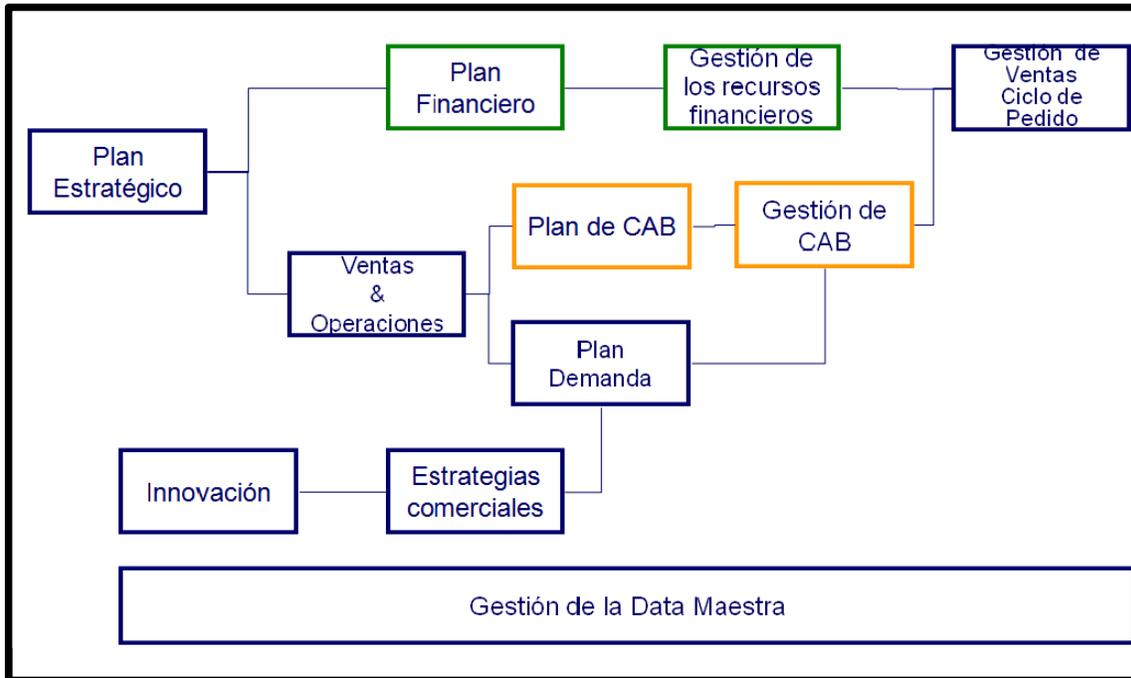 Plan
Financiero
Gestión de
los recursos
financieros
Gestión de
Ventas
Ciclo de
Pedido
Plan
Estratégico
Plan de CAB
Gestión de
CAB
Ventas
&
Operaciones
Plan
Demanda
Innovación
Estrategias
comerciales
Gestión de la Data Maestra